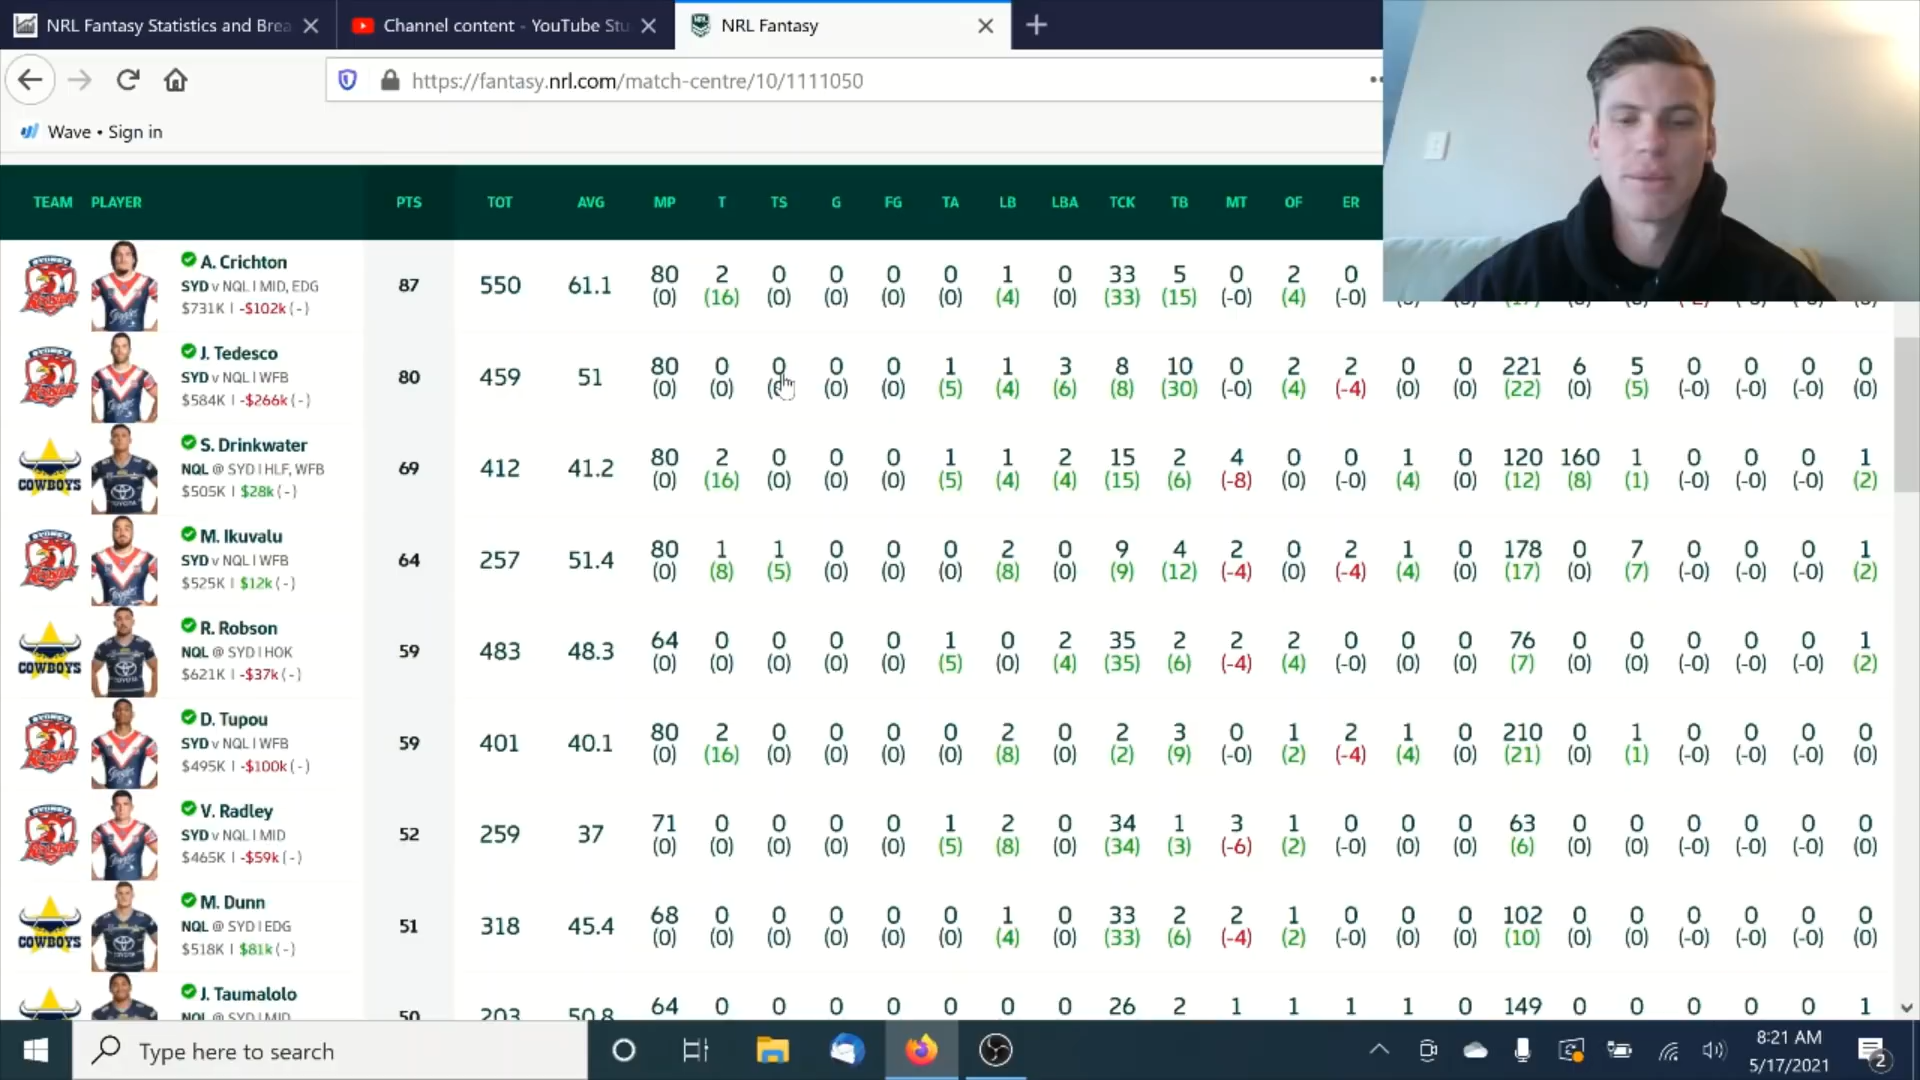 NRL Fantasy Statistics and Brea
Channel content - YouTube Stu
NRL Fantasy
https://fantasy.nrl.com/match-centre/10/1111050
Wave • Sign in
TEAM PLAYER PTS TOT AVG MP T TS G FG TA LB LBA TCK TB MT OF ER
A. Crichton
SYD v NQL | MID, EDG
$731K | -$102k (-)
87 550 61.1 80 2 0 0 0 0 1 0 33 5 0 2 0
(0) (16) (0) (0) (0) (0) (4) (0) (33) (15) (-0) (4) (-0)
J. Tedesco
SYD v NQL | WFB
$584K | -$266k (-)
80 459 51 80 0 0 0 0 1 1 3 8 10 0 2 2 0 0 221 6 5 0 0 0 0
(0) (0) (0) (0) (5) (4) (6) (8) (30) (-0) (4) (-4) (0) (0) (22) (0) (5) (-0) (-0) (-0) (0)
S. Drinkwater
NQL @ SYD | HLF, WFB
$505K | $28k (-)
COWBOYS
69 412 41.2 80 2 0 0 0 1 1 2 15 2 4 0 0 1 0 120 160 1 0 0 0 1
(0) (16) (0) (0) (0) (5) (4) (4) (15) (6) (-8) (0) (-0) (4) (0) (12) (8) (1) (-0) (-0) (-0) (2)
M. Ikuvalu
SYD v NQL | WFB
$525K | $12k (-)
64 257 51.4 80 1 1 0 0 0 2 0 9 4 2 0 2 1 0 178 0 7 0 0 0 1
(0) (8) (5) (0) (0) (0) (8) (0) (9) (12) (-4) (0) (-4) (4) (0) (17) (0) (7) (-0) (-0) (-0) (2)
R. Robson
NQL @ SYD | HOK
$621K | -$37k (-)
COWBOYS
59 483 48.3 64 0 0 0 0 1 0 2 35 2 2 2 0 0 0 76 0 0 0 0 0 1
(0) (0) (0) (0) (0) (5) (0) (4) (35) (6) (-4) (4) (-0) (0) (0) (7) (0) (0) (-0) (-0) (-0) (2)
D. Tupou
SYD v NQL | WFB
$495K | -$100k (-)
59 401 40.1 80 2 0 0 0 0 2 0 2 3 0 1 2 1 0 210 0 1 0 0 0 0
(0) (16) (0) (0) (0) (0) (8) (0) (2) (9) (-0) (2) (-4) (4) (0) (21) (0) (1) (-0) (-0) (-0) (0)
V. Radley
SYD v NQL | MID
$465K | -$59k (-)
52 259 37 71 0 0 0 0 1 2 0 34 1 3 1 0 0 0 63 0 0 0 0 0 0
(0) (0) (0) (0) (0) (5) (8) (0) (34) (3) (-6) (2) (-0) (0) (0) (6) (0) (0) (-0) (-0) (-0) (0)
M. Dunn
NQL @ SYD | EDG
$518K | $81k (-)
COWBOYS
51 318 45.4 68 0 0 0 0 0 1 0 33 2 2 1 0 0 0 102 0 0 0 0 0 0
(0) (0) (0) (0) (0) (0) (4) (0) (33) (6) (-4) (2) (-0) (0) (0) (10) (0) (0) (-0) (-0) (-0) (0)
J. Taumalolo
NQL @ SYD | MID
50 203 50.8 64 0 0 0 0 0 0 0 26 2 1 1 1 1 0 149 0 0 0 0 0 1
Type here to search
8:21 AM
5/17/2021
2